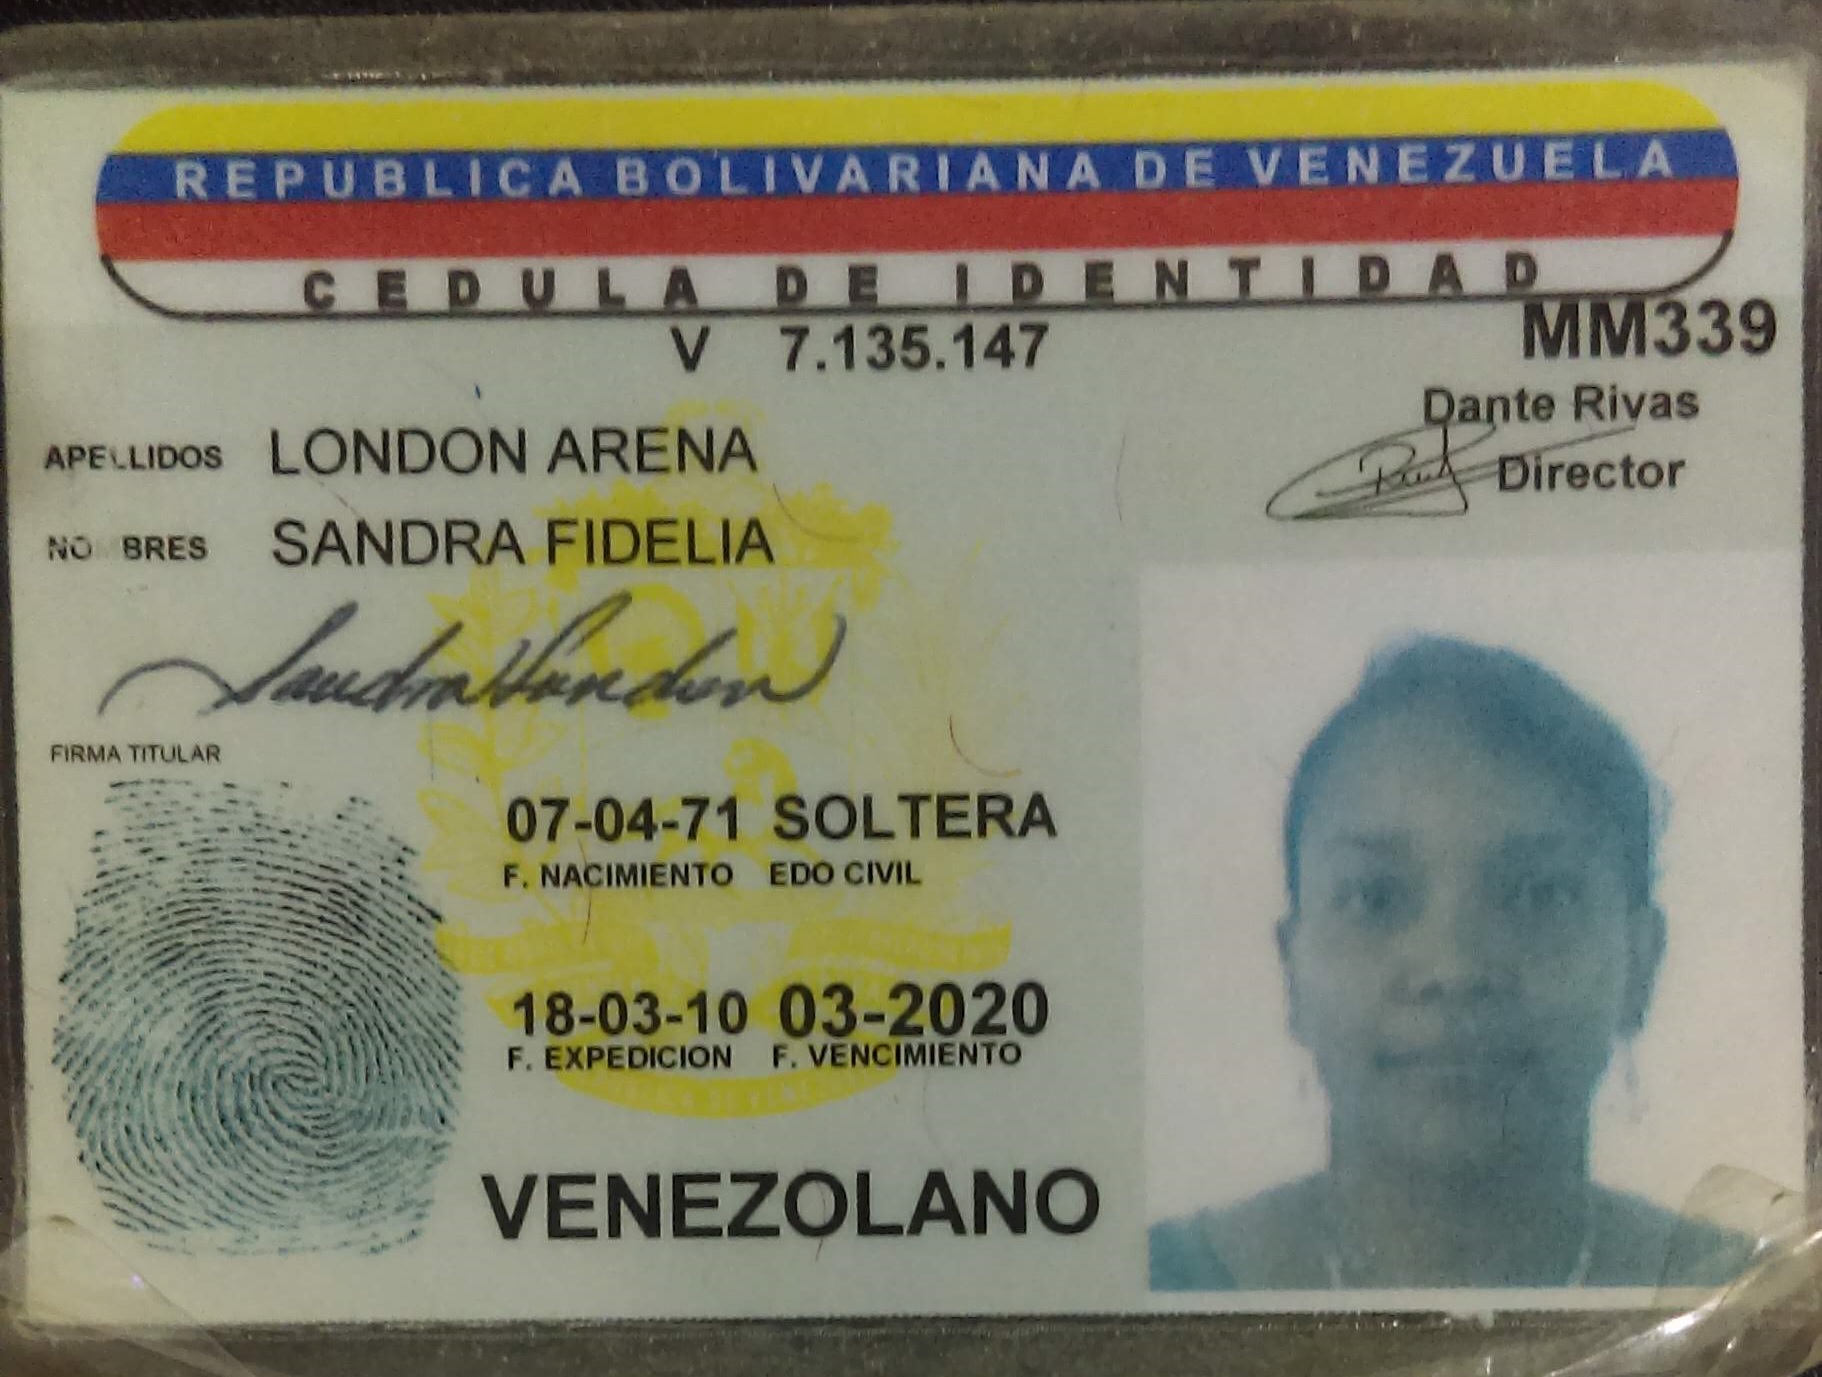 REPUBLICA BOLIVARIANA DE VENEZUELA
CEDULA DE IDENTIDAD
V 7.135.147
MM339
Dante Rivas
Director
APELLIDOS LONDON ARENA
NOMBRES SANDRA FIDELIA
Sandra London
FIRMA TITULAR
07-04-71 SOLTERA
F. NACIMIENTO EDO CIVIL
18-03-10 03-2020
F. EXPEDICION F. VENCIMIENTO
VENEZOLANO